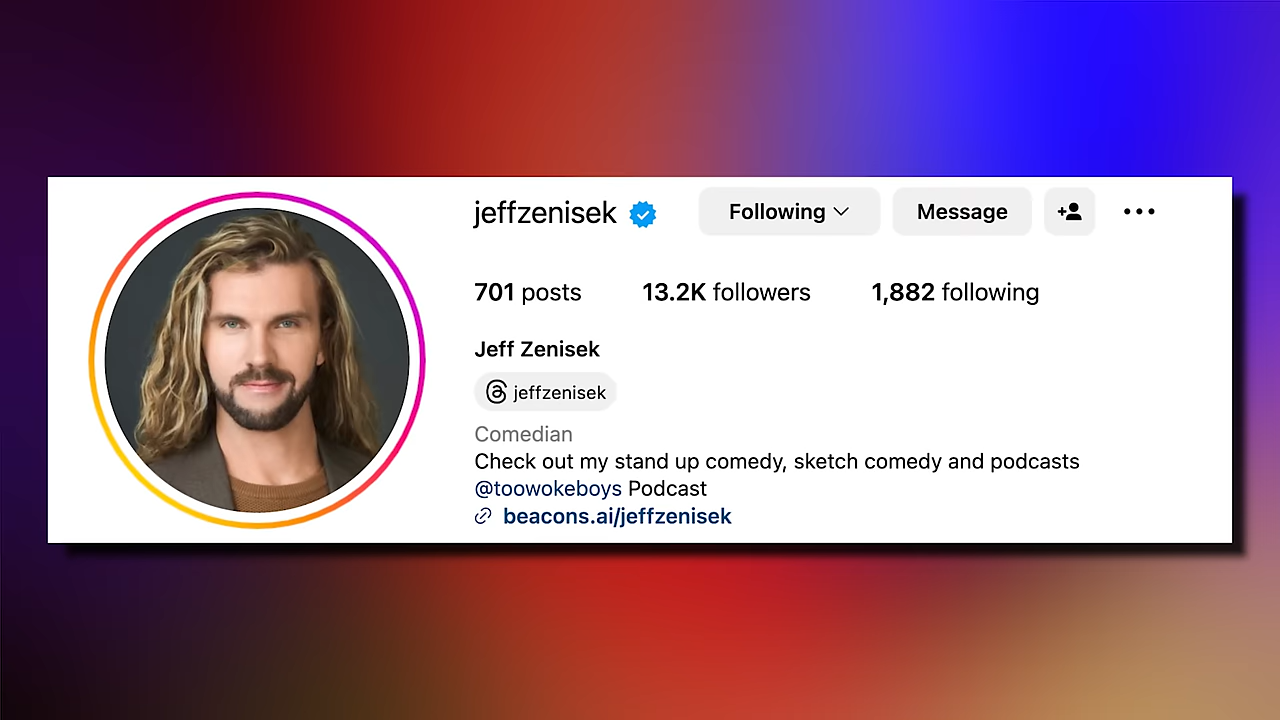 jeffzenisek
Following
Message
701 posts
13.2K followers
1,882 following
Jeff Zenisek
jeffzenisek
Comedian
Check out my stand up comedy, sketch comedy and podcasts
@toowokeboys Podcast
beacons.ai/jeffzenisek